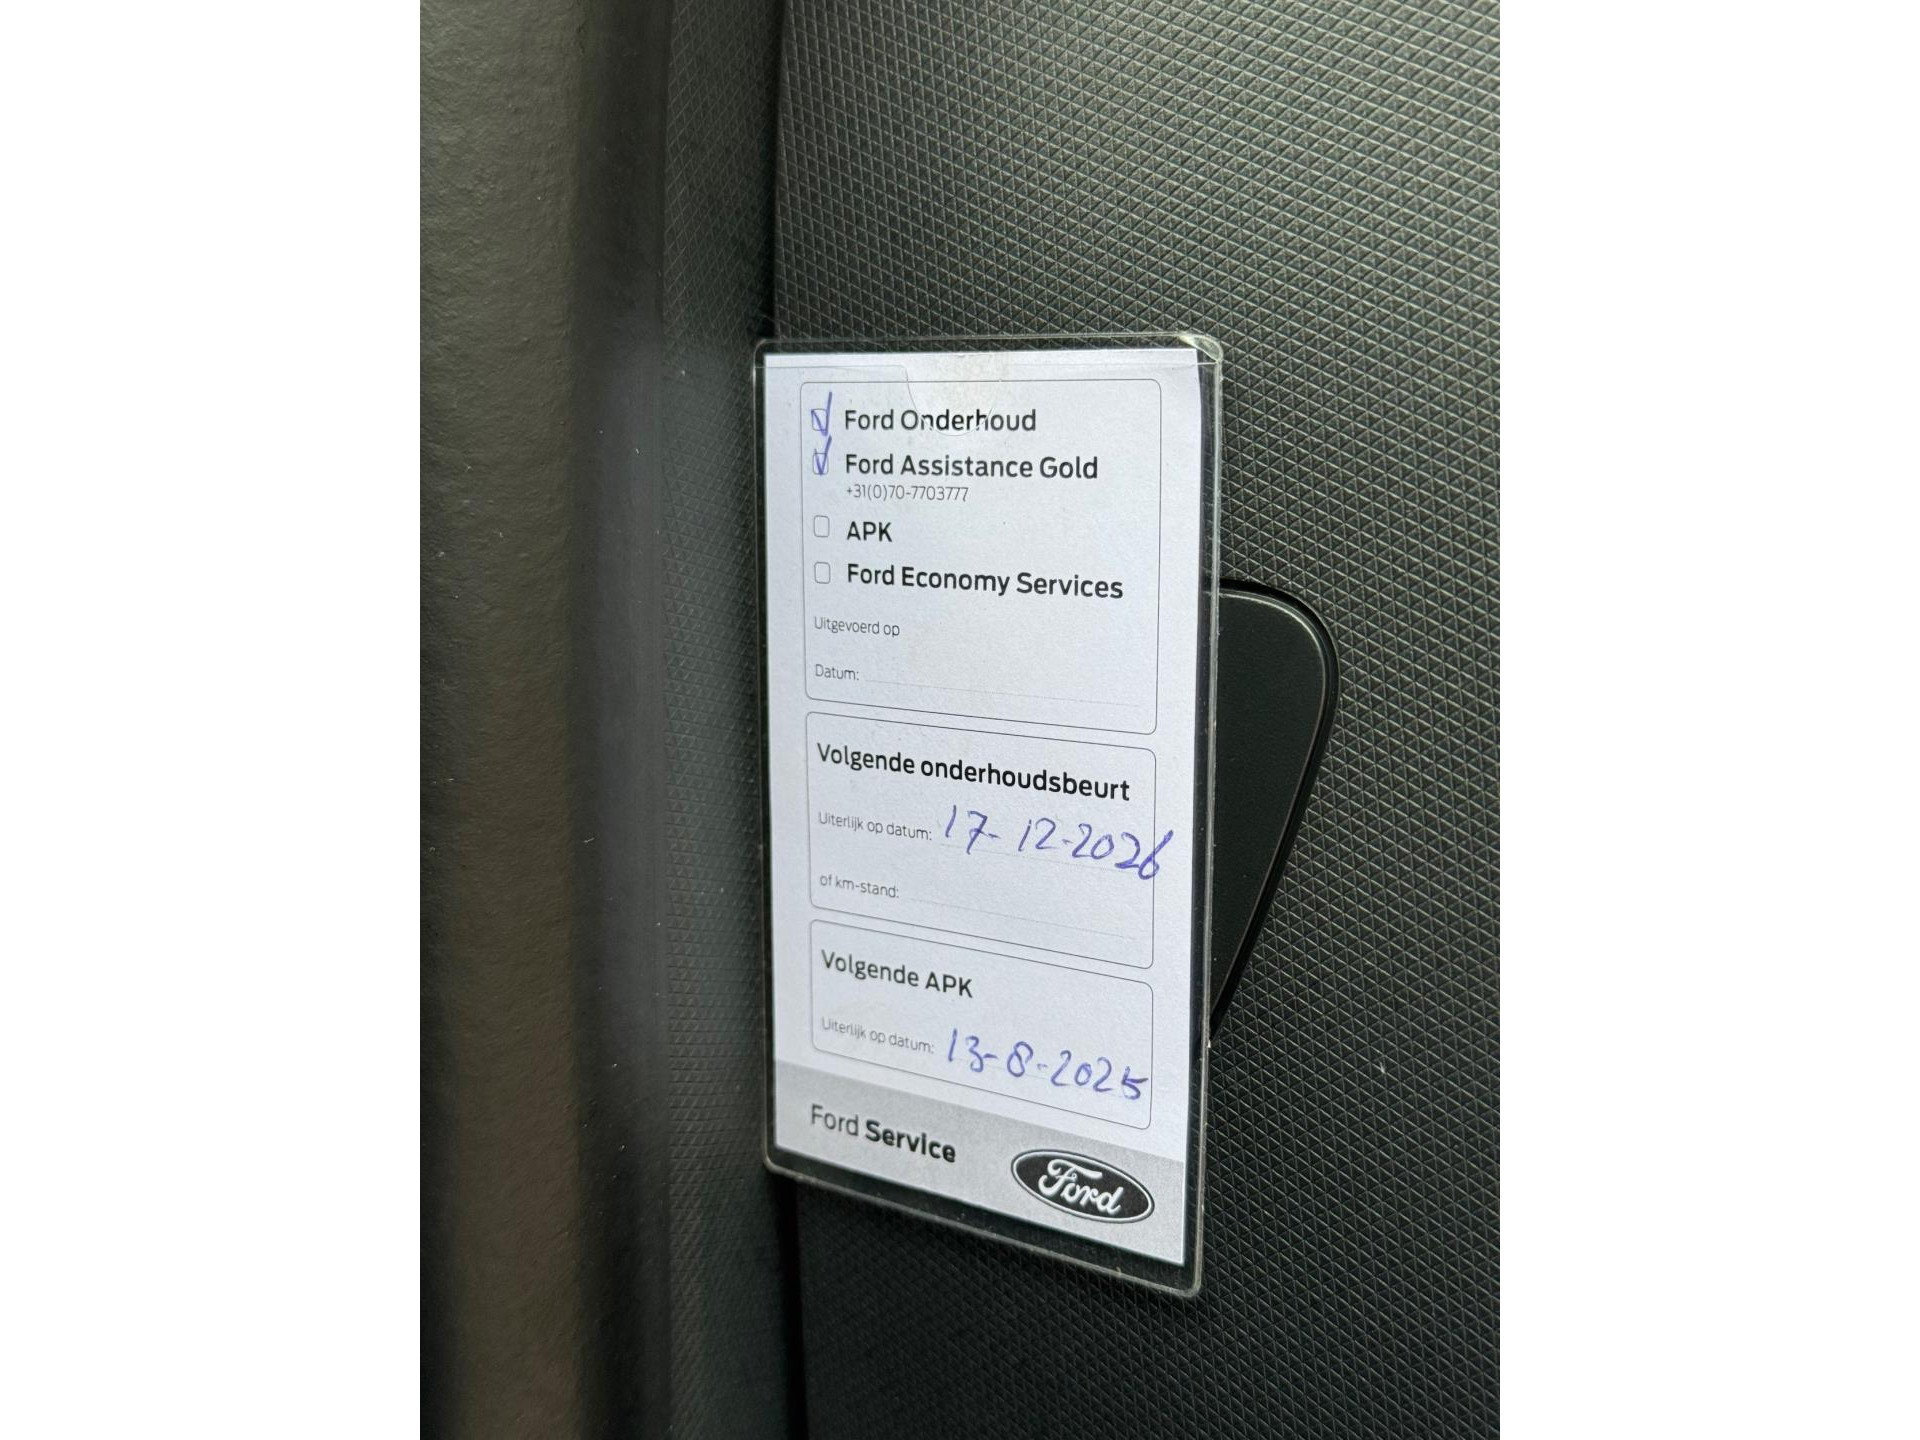 Ford Onderhoud
Ford Assistance Gold
+31(0)70-7703777
APK
Ford Economy Services
Uitgevoerd op
Datum:
Volgende onderhoudsbeurt
Uiterlijk op datum: 17-12-2026
of km-stand:
Volgende APK
Uiterlijk op datum: 13-8-2025
Ford Service
Ford